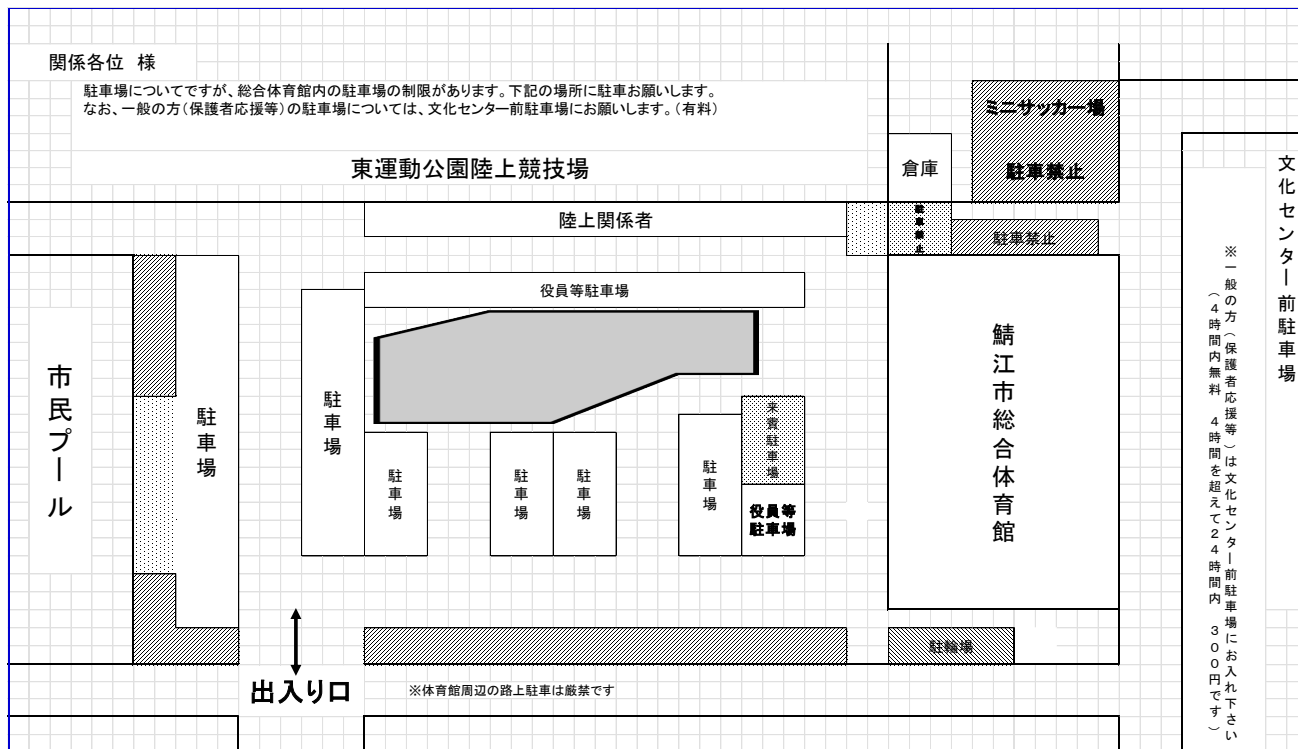 関係各位 様
駐車場についてですが、総合体育館内の駐車場の制限があります。下記の場所に駐車お願いします。
なお、一般の方(保護者応援等)の駐車場については、文化センター前駐車場にお願いします。(有料)
東運動公園陸上競技場
倉庫
ミニサッカー場
駐車禁止
陸上関係者
駐車禁止
駐車禁止
役員等駐車場
市民プール
駐車場
駐車場
駐車場
駐車場
駐車場
駐車場
来賓駐車場
役員等
駐車場
鯖江市総合体育館
文化センター前駐車場
※一般の方(保護者応援等)は文化センター前駐車場にお入れ下さい
(4時間内無料 4時間を超えて24時間内 300円です)
駐輪場
出入り口
※体育館周辺の路上駐車は厳禁です